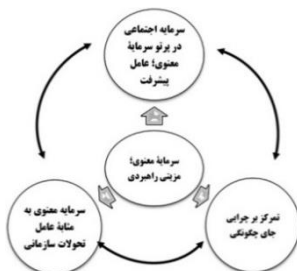 سرمایه اجتماعی
در پرتو سرمایهٔ
معنوی؛ عامل
پیشرفت
سرمایهٔ معنوی؛
مزیتی راهبردی
تمرکز بر چرایی
جای چگونگی
سرمایه معنوی به
مثابهٔ عامل
تحولات سازمانی